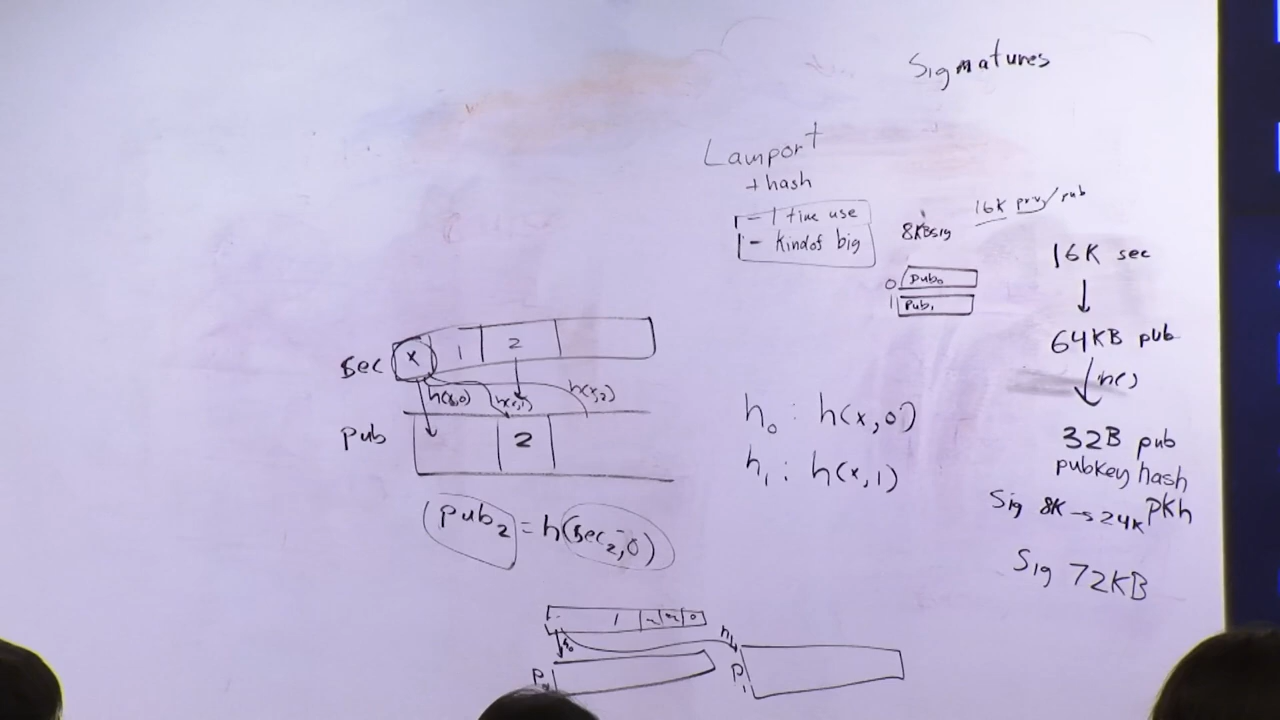 Signatures
Lamport
+ hash
- 1 time use
- kind of big
8KB sig
16K priv/pub
0 pub₀
1 pub₁
16K sec
64KB pub
h()
32B pub
pubkey hash
pkh
Sig 8K → 24K
Sig 72KB
sec x 1 2
h(x,0) h(x,1) h(x,2)
pub 2
pub₂ = h(sec₂,0)
h₀ : h(x,0)
h₁ : h(x,1)
1
h₀ h₁
P₁